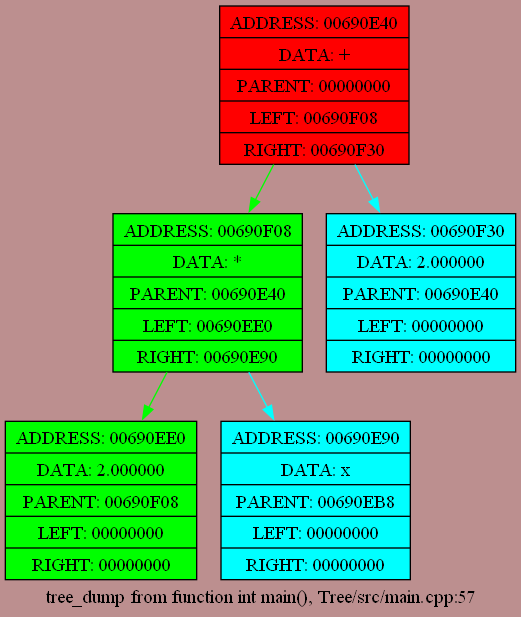 ADDRESS: 00690E40
DATA: +
PARENT: 00000000
LEFT: 00690F08
RIGHT: 00690F30
ADDRESS: 00690F08
DATA: *
PARENT: 00690E40
LEFT: 00690EE0
RIGHT: 00690E90
ADDRESS: 00690F30
DATA: 2.000000
PARENT: 00690E40
LEFT: 00000000
RIGHT: 00000000
ADDRESS: 00690EE0
DATA: 2.000000
PARENT: 00690F08
LEFT: 00000000
RIGHT: 00000000
ADDRESS: 00690E90
DATA: x
PARENT: 00690EB8
LEFT: 00000000
RIGHT: 00000000
tree_dump from function int main(), Tree/src/main.cpp:57